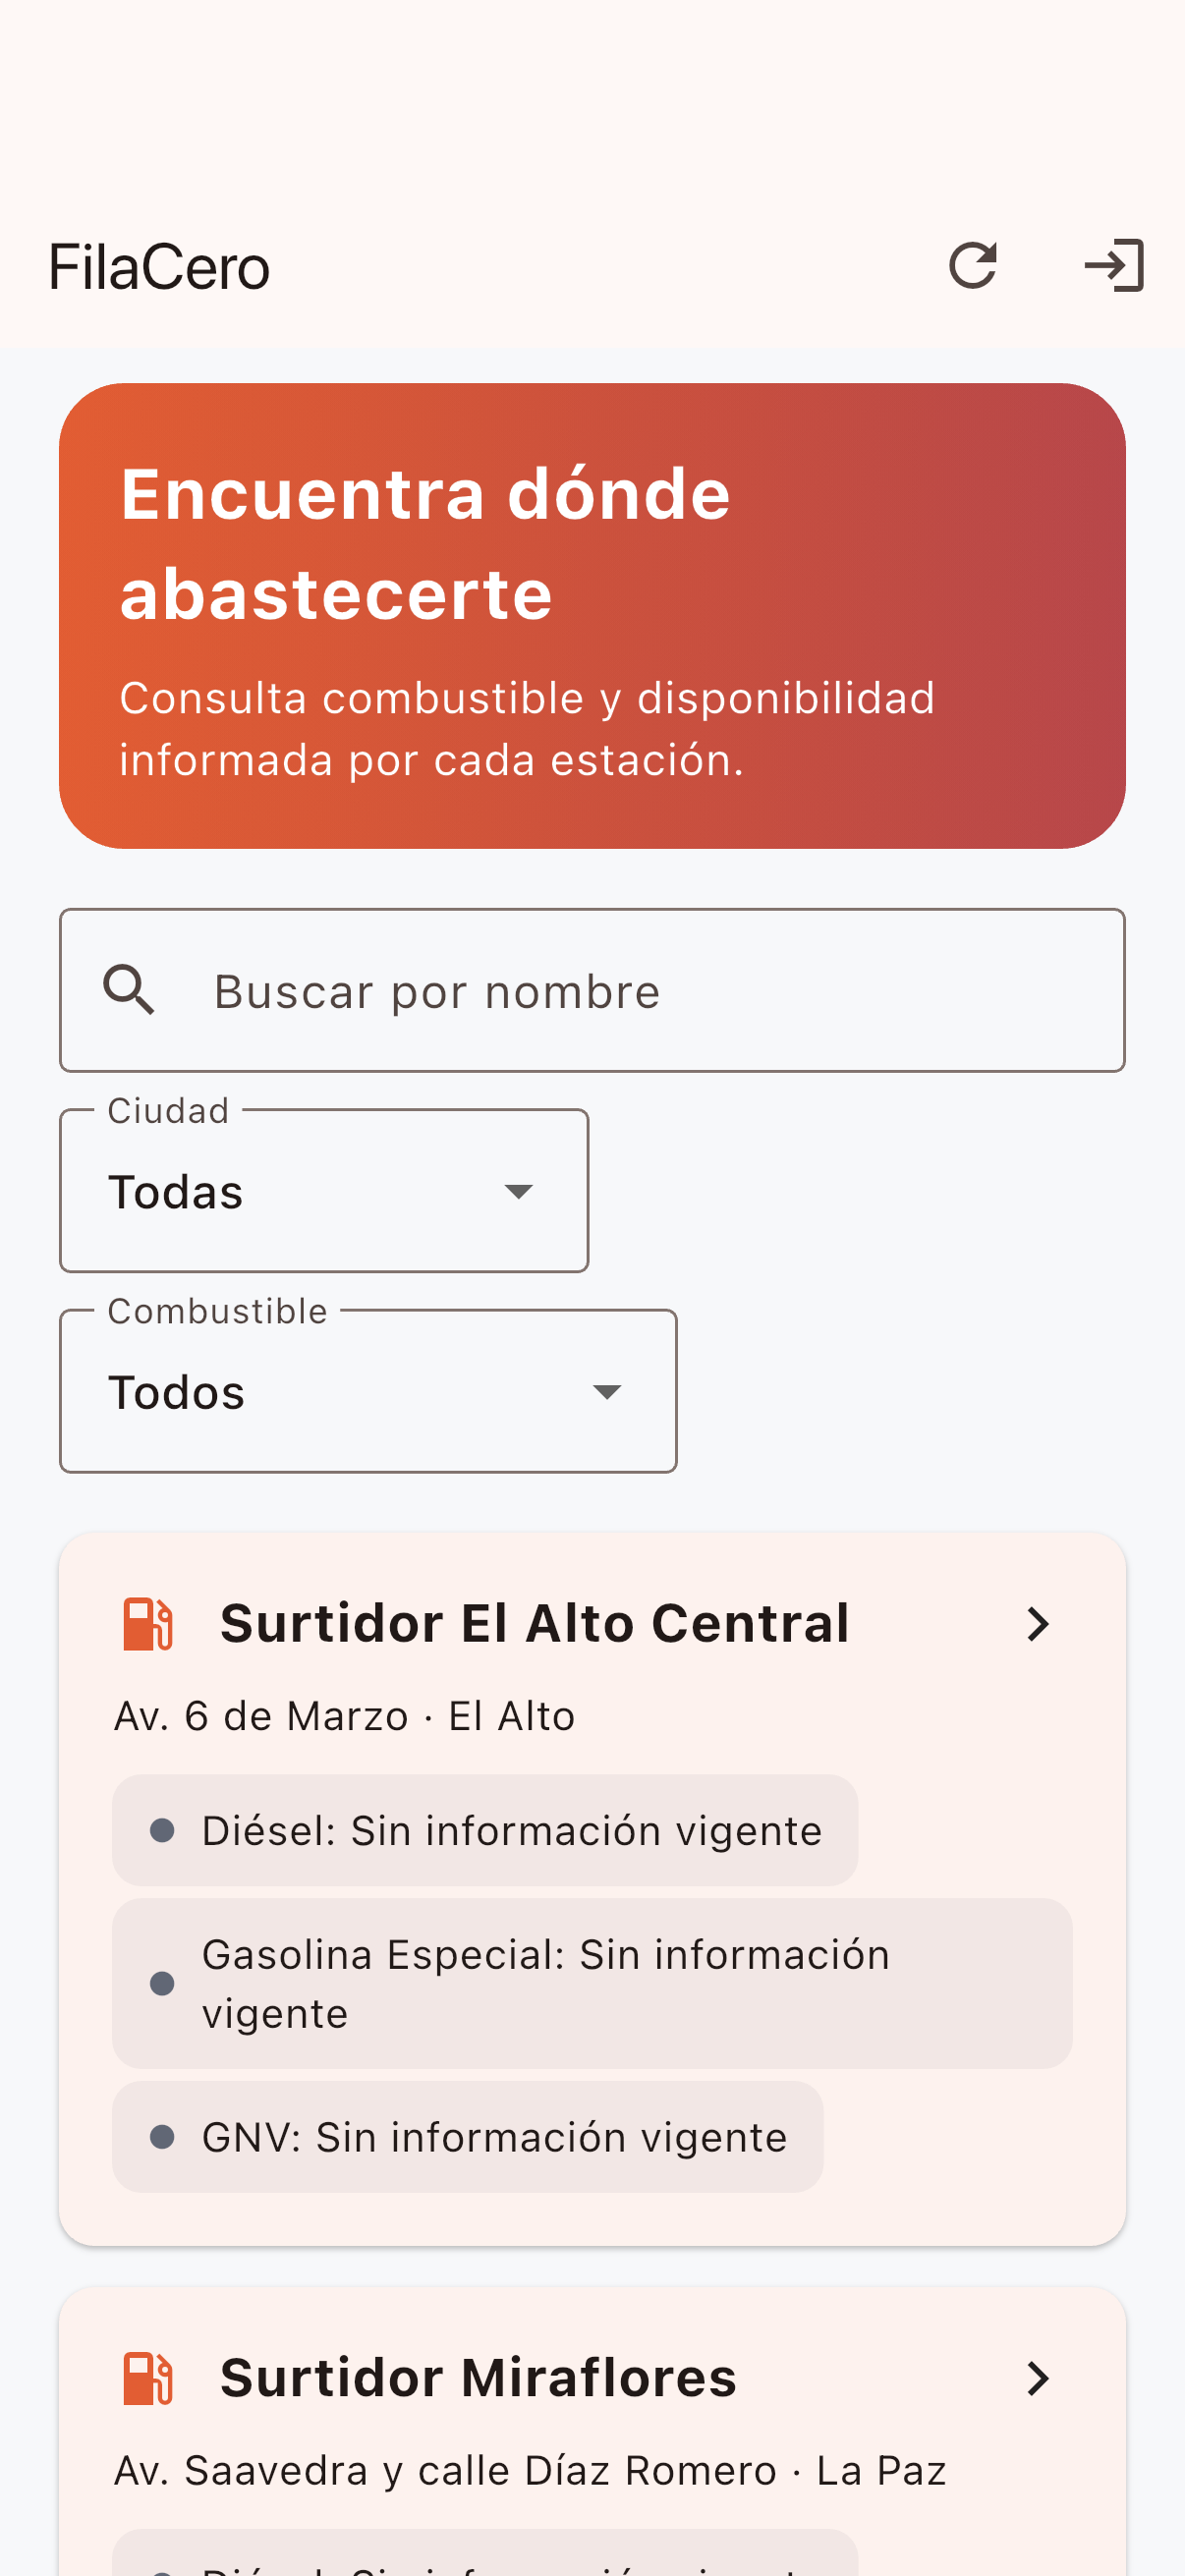 FilaCero
Encuentra dónde
abastecerte
Consulta combustible y disponibilidad
informada por cada estación.
Buscar por nombre
Ciudad
Todas
Combustible
Todos
Surtidor El Alto Central
Av. 6 de Marzo · El Alto
Diésel: Sin información vigente
Gasolina Especial: Sin información
vigente
GNV: Sin información vigente
Surtidor Miraflores
Av. Saavedra y calle Díaz Romero · La Paz